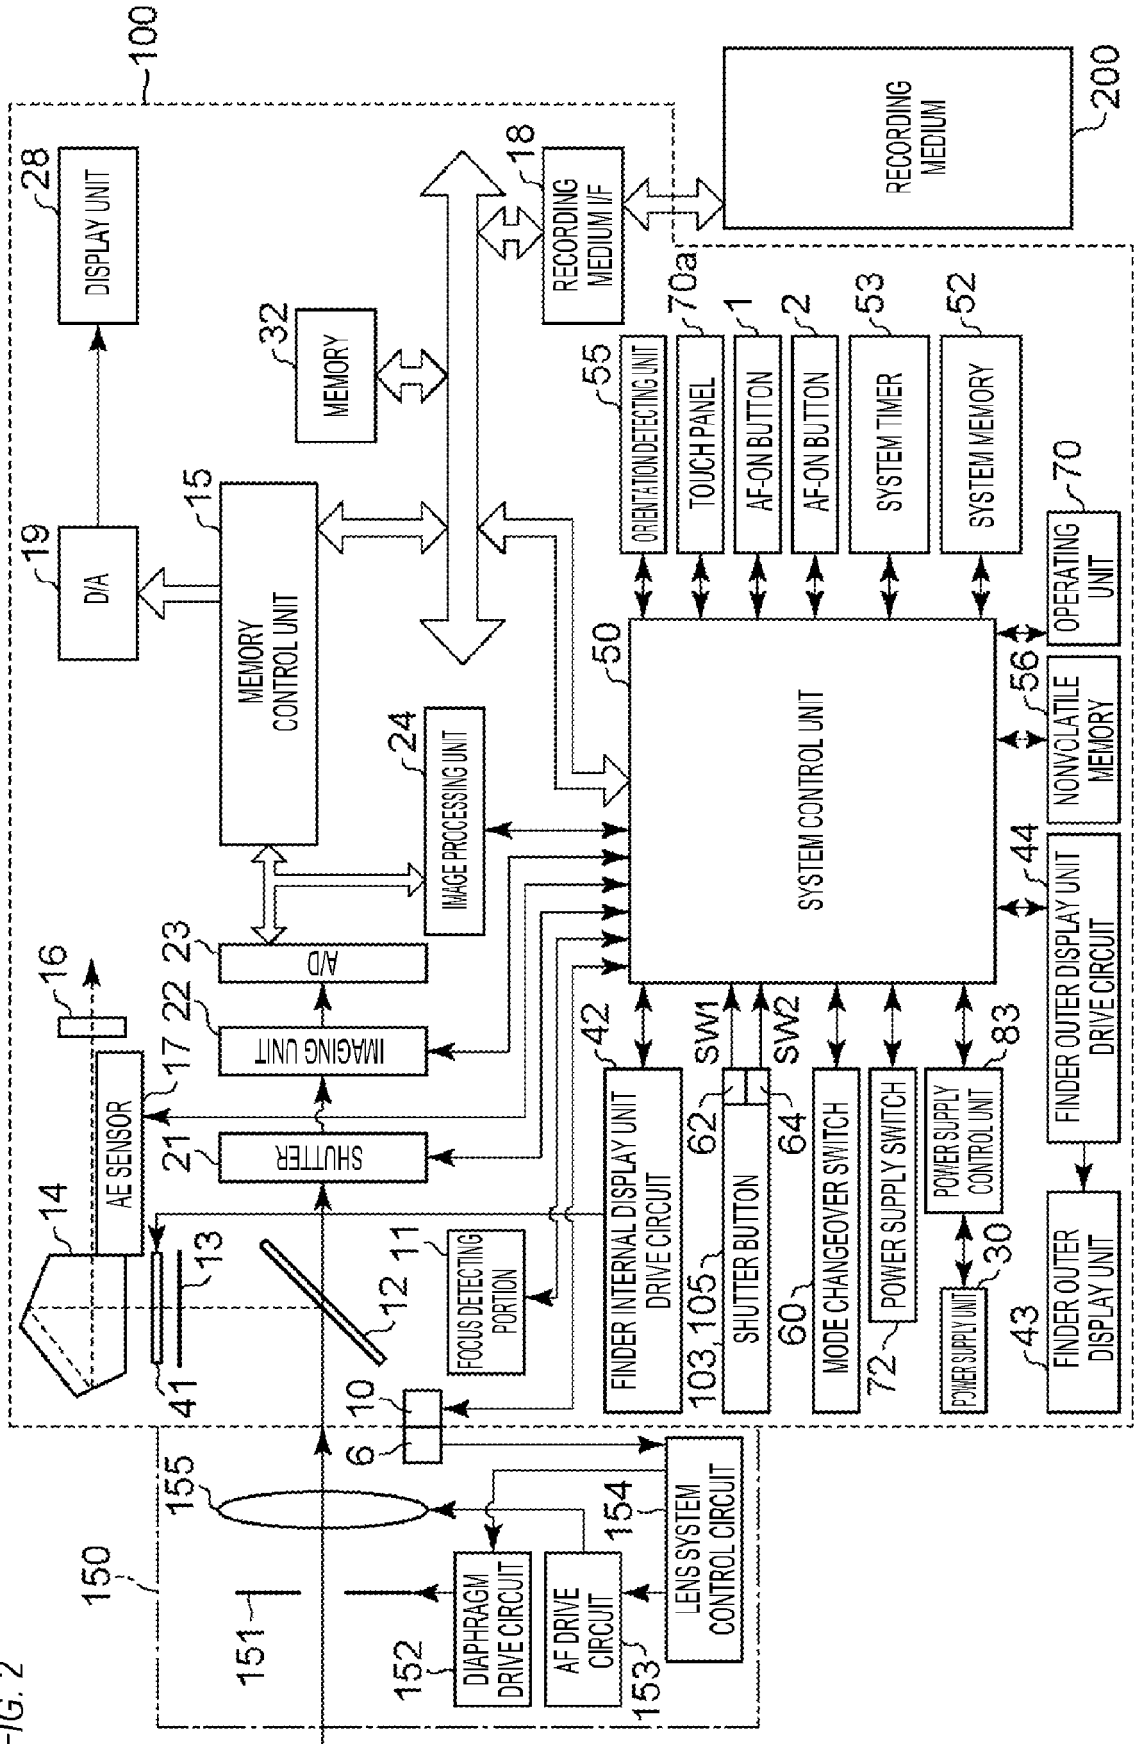 FIG. 2
150
151
155
152
DIAPHRAGM
DRIVE CIRCUIT
AF DRIVE
CIRCUIT
153
154
LENS SYSTEM
CONTROL CIRCUIT
6
10
100
14
16
AE SENSOR
17
41
13
12
21
SHUTTER
22
IMAGING UNIT
23
A/D
11
FOCUS DETECTING
PORTION
24
IMAGE PROCESSING UNIT
15
MEMORY
CONTROL UNIT
19
D/A
28
DISPLAY UNIT
32
MEMORY
18
RECORDING
MEDIUM I/F
RECORDING
MEDIUM
200
42
FINDER INTERNAL DISPLAY UNIT
DRIVE CIRCUIT
103, 105
SHUTTER BUTTON
62
64
SW1
SW2
60
MODE CHANGEOVER SWITCH
72
POWER SUPPLY SWITCH
POWER SUPPLY
CONTROL UNIT
83
POWER SUPPLY UNIT
30
43
FINDER OUTER
DISPLAY UNIT
FINDER OUTER DISPLAY UNIT
DRIVE CIRCUIT
44
50
SYSTEM CONTROL UNIT
55
ORIENTATION DETECTING UNIT
TOUCH PANEL
70a
AF-ON BUTTON
1
AF-ON BUTTON
2
SYSTEM TIMER
53
SYSTEM MEMORY
52
NONVOLATILE
MEMORY
56
OPERATING
UNIT
70